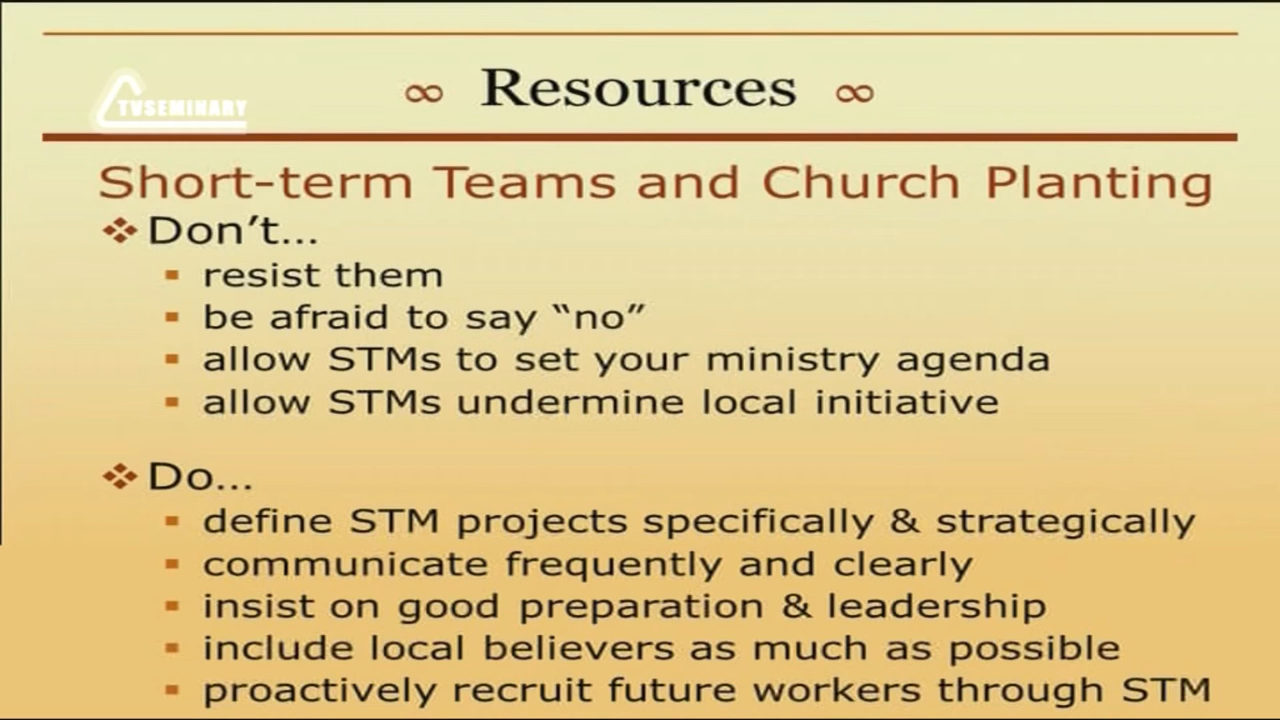 TVSEMINARY
∞ Resources ∞
Short-term Teams and Church Planting
❖ Don’t…
▪ resist them
▪ be afraid to say “no”
▪ allow STMs to set your ministry agenda
▪ allow STMs undermine local initiative
❖ Do…
▪ define STM projects specifically & strategically
▪ communicate frequently and clearly
▪ insist on good preparation & leadership
▪ include local believers as much as possible
▪ proactively recruit future workers through STM